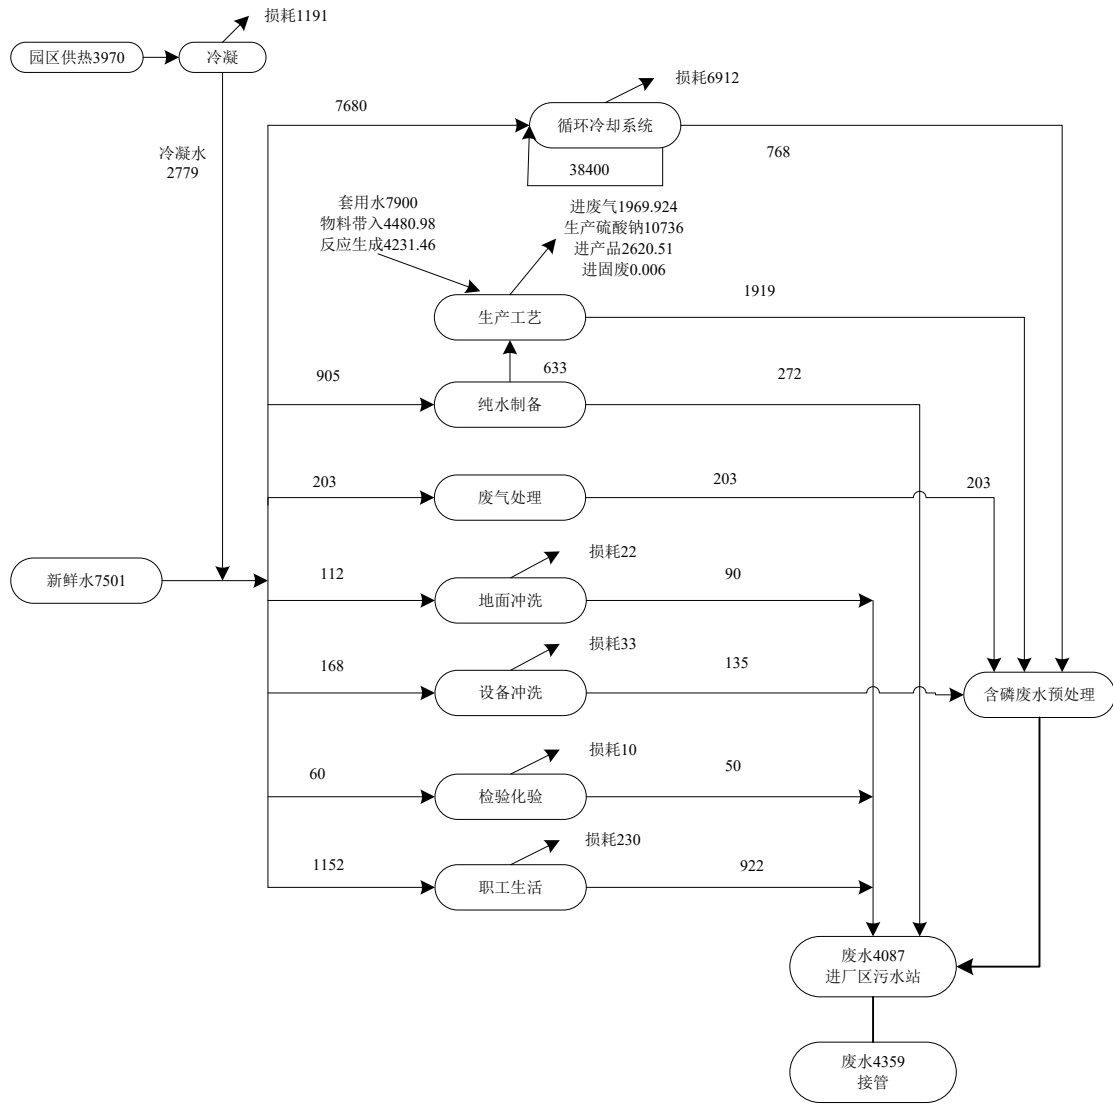 损耗1191
园区供热3970
冷凝
冷凝水
2779
7680
损耗6912
循环冷却系统
38400
768
套用水7900
物料带入4480.98
反应生成4231.46
进废气1969.924
生产硫酸钠10736
进产品2620.51
进固废0.006
生产工艺
1919
905
633
纯水制备
272
203
废气处理
203
203
新鲜水7501
112
损耗22
地面冲洗
90
168
损耗33
设备冲洗
135
含磷废水预处理
60
损耗10
检验化验
50
1152
损耗230
职工生活
922
废水4087
进厂区污水站
废水4359
接管